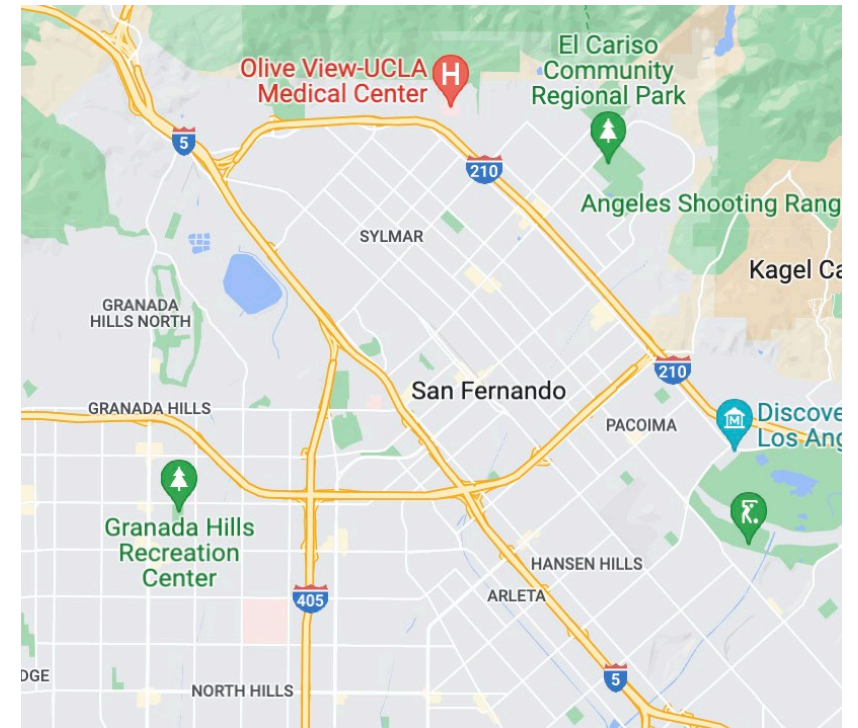 Olive View-UCLA
Medical Center
H
El Cariso
Community
Regional Park
5
210
Angeles Shooting Rang
SYLMAR
Kagel Ca
GRANADA
HILLS NORTH
210
San Fernando
GRANADA HILLS
PACOIMA
Discove
Los Ang
M
Granada Hills
Recreation
Center
HANSEN HILLS
405
ARLETA
DGE
5
NORTH HILLS